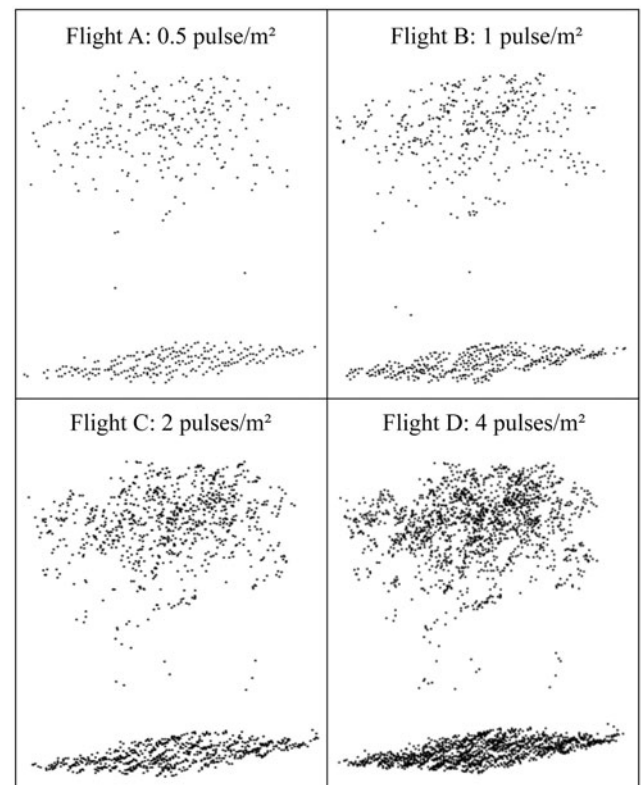 Flight A: 0.5 pulse/m²
Flight B: 1 pulse/m²
Flight C: 2 pulses/m²
Flight D: 4 pulses/m²